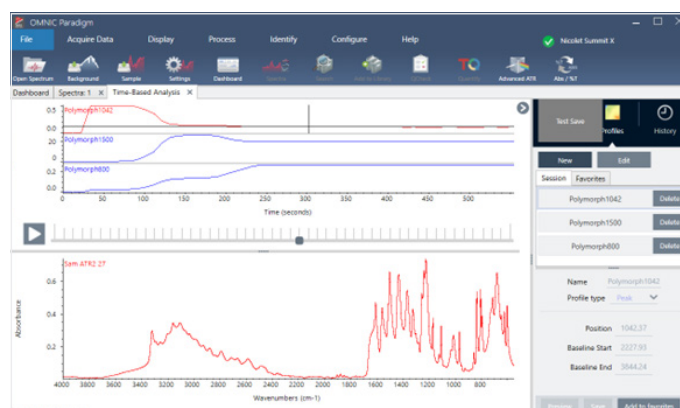 OMNIC Paradigm
File Acquire Data Display Process Identify Configure Help
Nicolet Summit X
Open Spectrum Background Sample Settings Dashboard Advanced ATR Abs / %T
Dashboard Spectra: 1 Time-Based Analysis
Test Save Profiles History
New Edit
Session Favorites
Polymorph1042 Delete
Polymorph1500 Delete
Polymorph800 Delete
Name Polymorph1042
Profile type Peak
Position 1042.37
Baseline Start 2227.95
Baseline End 3844.24
Preview Save Add to favorites
0.5 Polymorph1042
0.0
20 Polymorph1500
0.2 Polymorph800
0.0
0 50 100 150 200 250 300 350 400 450 500
Time (seconds)
Sam ATR2 27
Absorbance
0.6
0.4
0.2
4000 3800 3600 3400 3200 3000 2800 2600 2400 2200 2000 1800 1600 1400 1200 1000 800
Wavenumbers (cm-1)